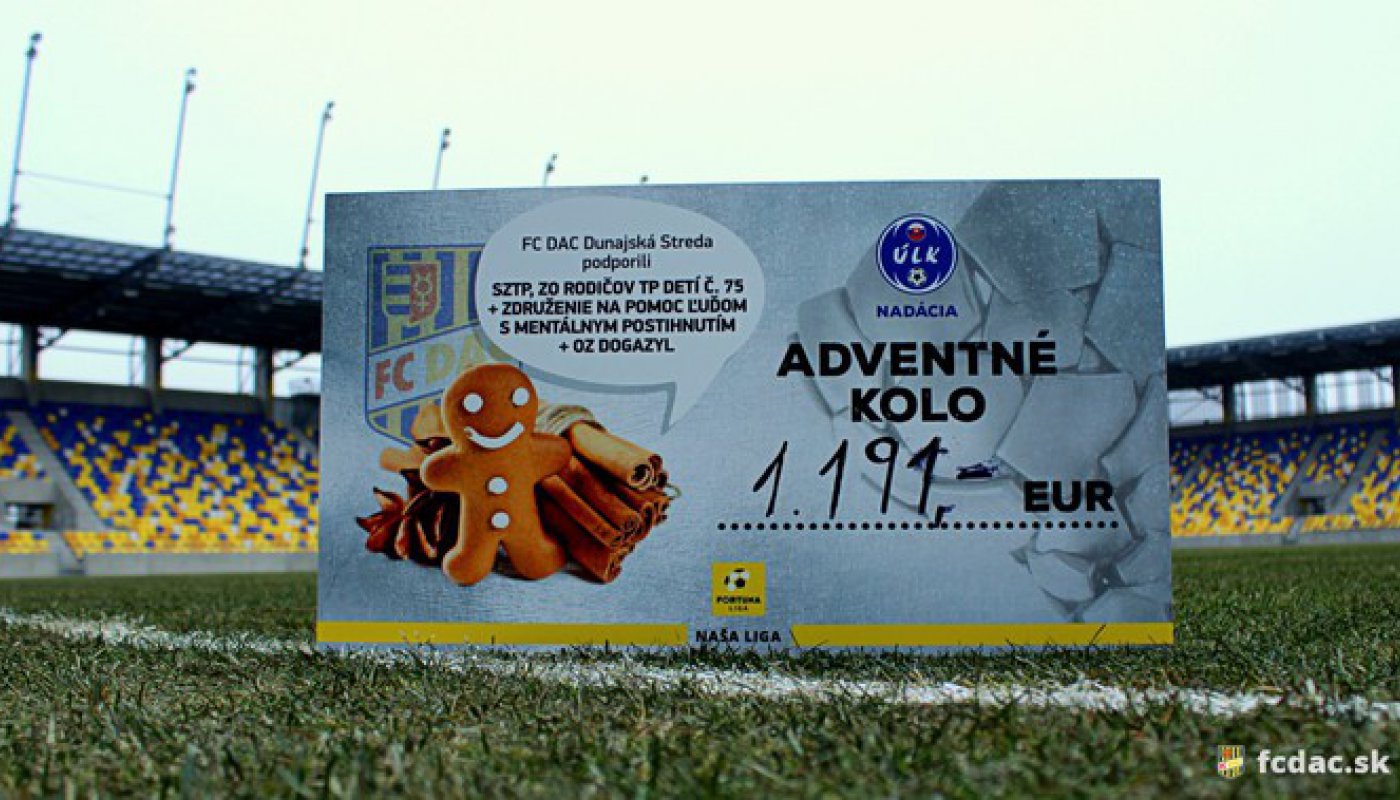 FC DAC Dunajská Streda
podporili
SZTP, ZO RODIČOV TP DETÍ Č. 75
+ ZDRUŽENIE NA POMOC ĽUĎOM
S MENTÁLNYM POSTIHNUTÍM
+ OZ DOGAZYL
FC DAC
ÚLK
NADÁCIA
ADVENTNÉ
KOLO
1.191,-
EUR
FORTUNA
LIGA
NAŠA LIGA
fcdac.sk